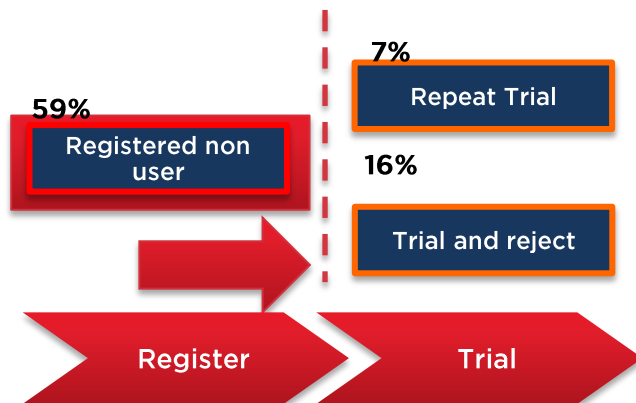 59%
Registered non
user
7%
Repeat Trial
16%
Trial and reject
Register
Trial